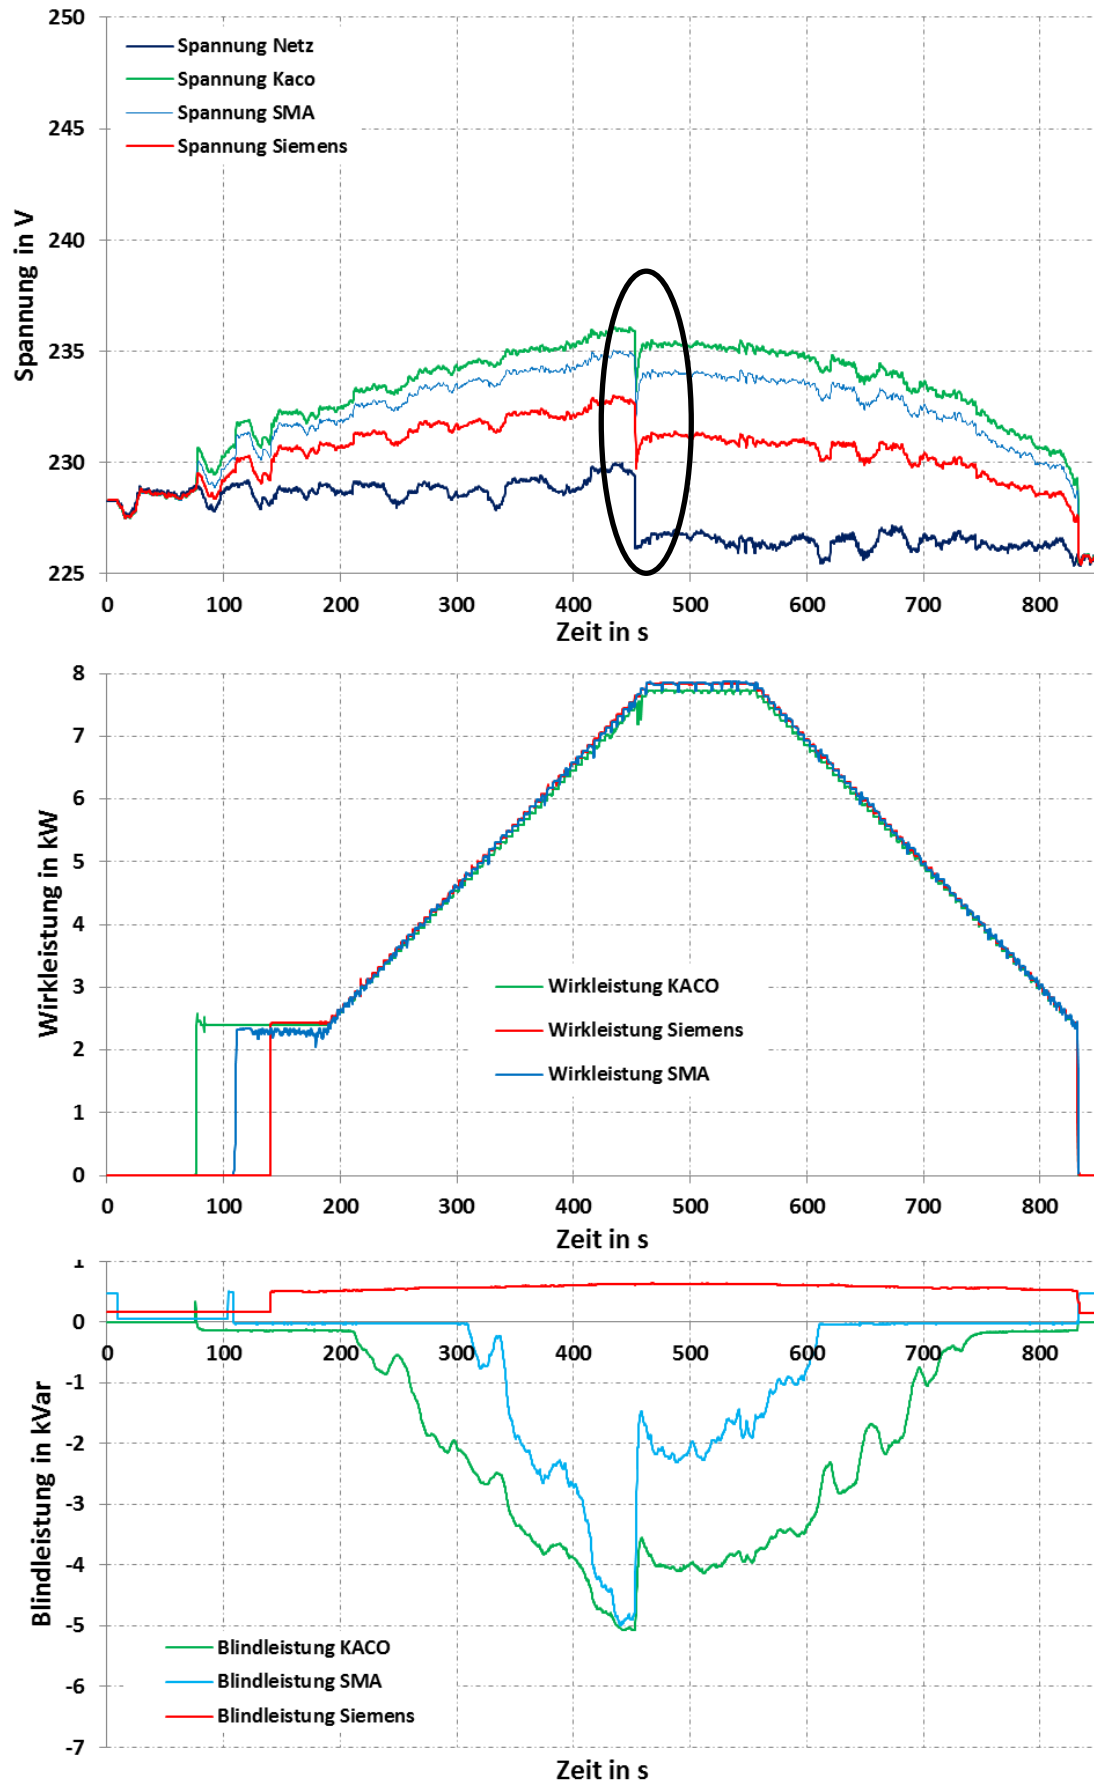 250
245
240
235
230
225
Spannung in V
Spannung Netz
Spannung Kaco
Spannung SMA
Spannung Siemens
0 100 200 300 400 500 600 700 800
Zeit in s
8
7
6
5
4
3
2
1
0
Wirkleistung in kW
Wirkleistung KACO
Wirkleistung Siemens
Wirkleistung SMA
0 100 200 300 400 500 600 700 800
Zeit in s
1
0
-1
-2
-3
-4
-5
-6
-7
Blindleistung in kVar
0 100 200 300 400 500 600 700 800
Blindleistung KACO
Blindleistung SMA
Blindleistung Siemens
Zeit in s